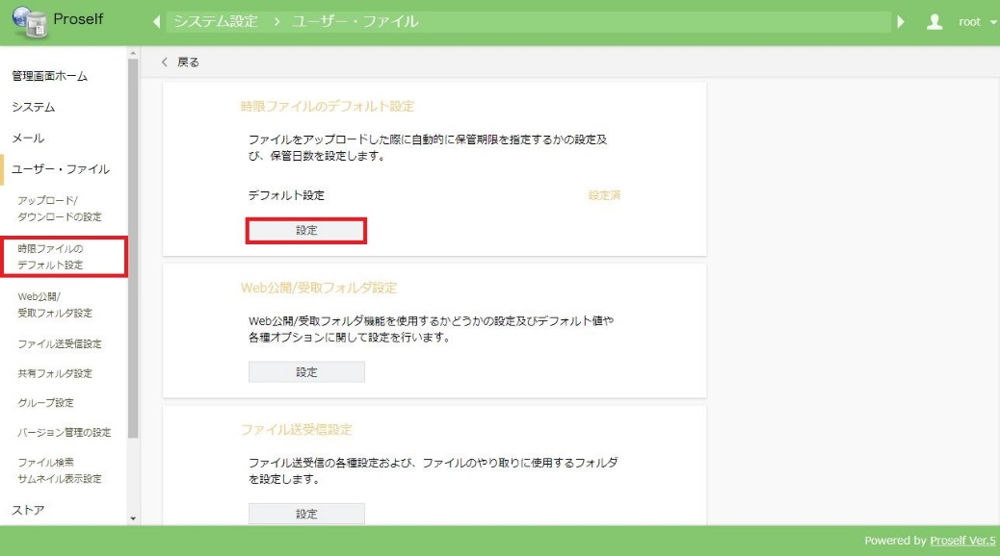 Proself
システム設定 › ユーザー・ファイル
root
管理画面ホーム
システム
メール
ユーザー・ファイル
アップロード/
ダウンロードの設定
時限ファイルの
デフォルト設定
Web公開/
受取フォルダ設定
ファイル送受信設定
共有フォルダ設定
グループ設定
バージョン管理の設定
ファイル検索
サムネイル表示設定
ストア
戻る
時限ファイルのデフォルト設定
ファイルをアップロードした際に自動的に保管期限を指定するかの設定及
び、保管日数を設定します。
デフォルト設定 設定済
設定
Web公開/受取フォルダ設定
Web公開/受取フォルダ機能を使用するかどうかの設定及びデフォルト値や
各種オプションに関して設定を行います。
設定
ファイル送受信設定
ファイル送受信の各種設定および、ファイルのやり取りに使用するフォルダ
を設定します。
設定
Powered by Proself Ver.5